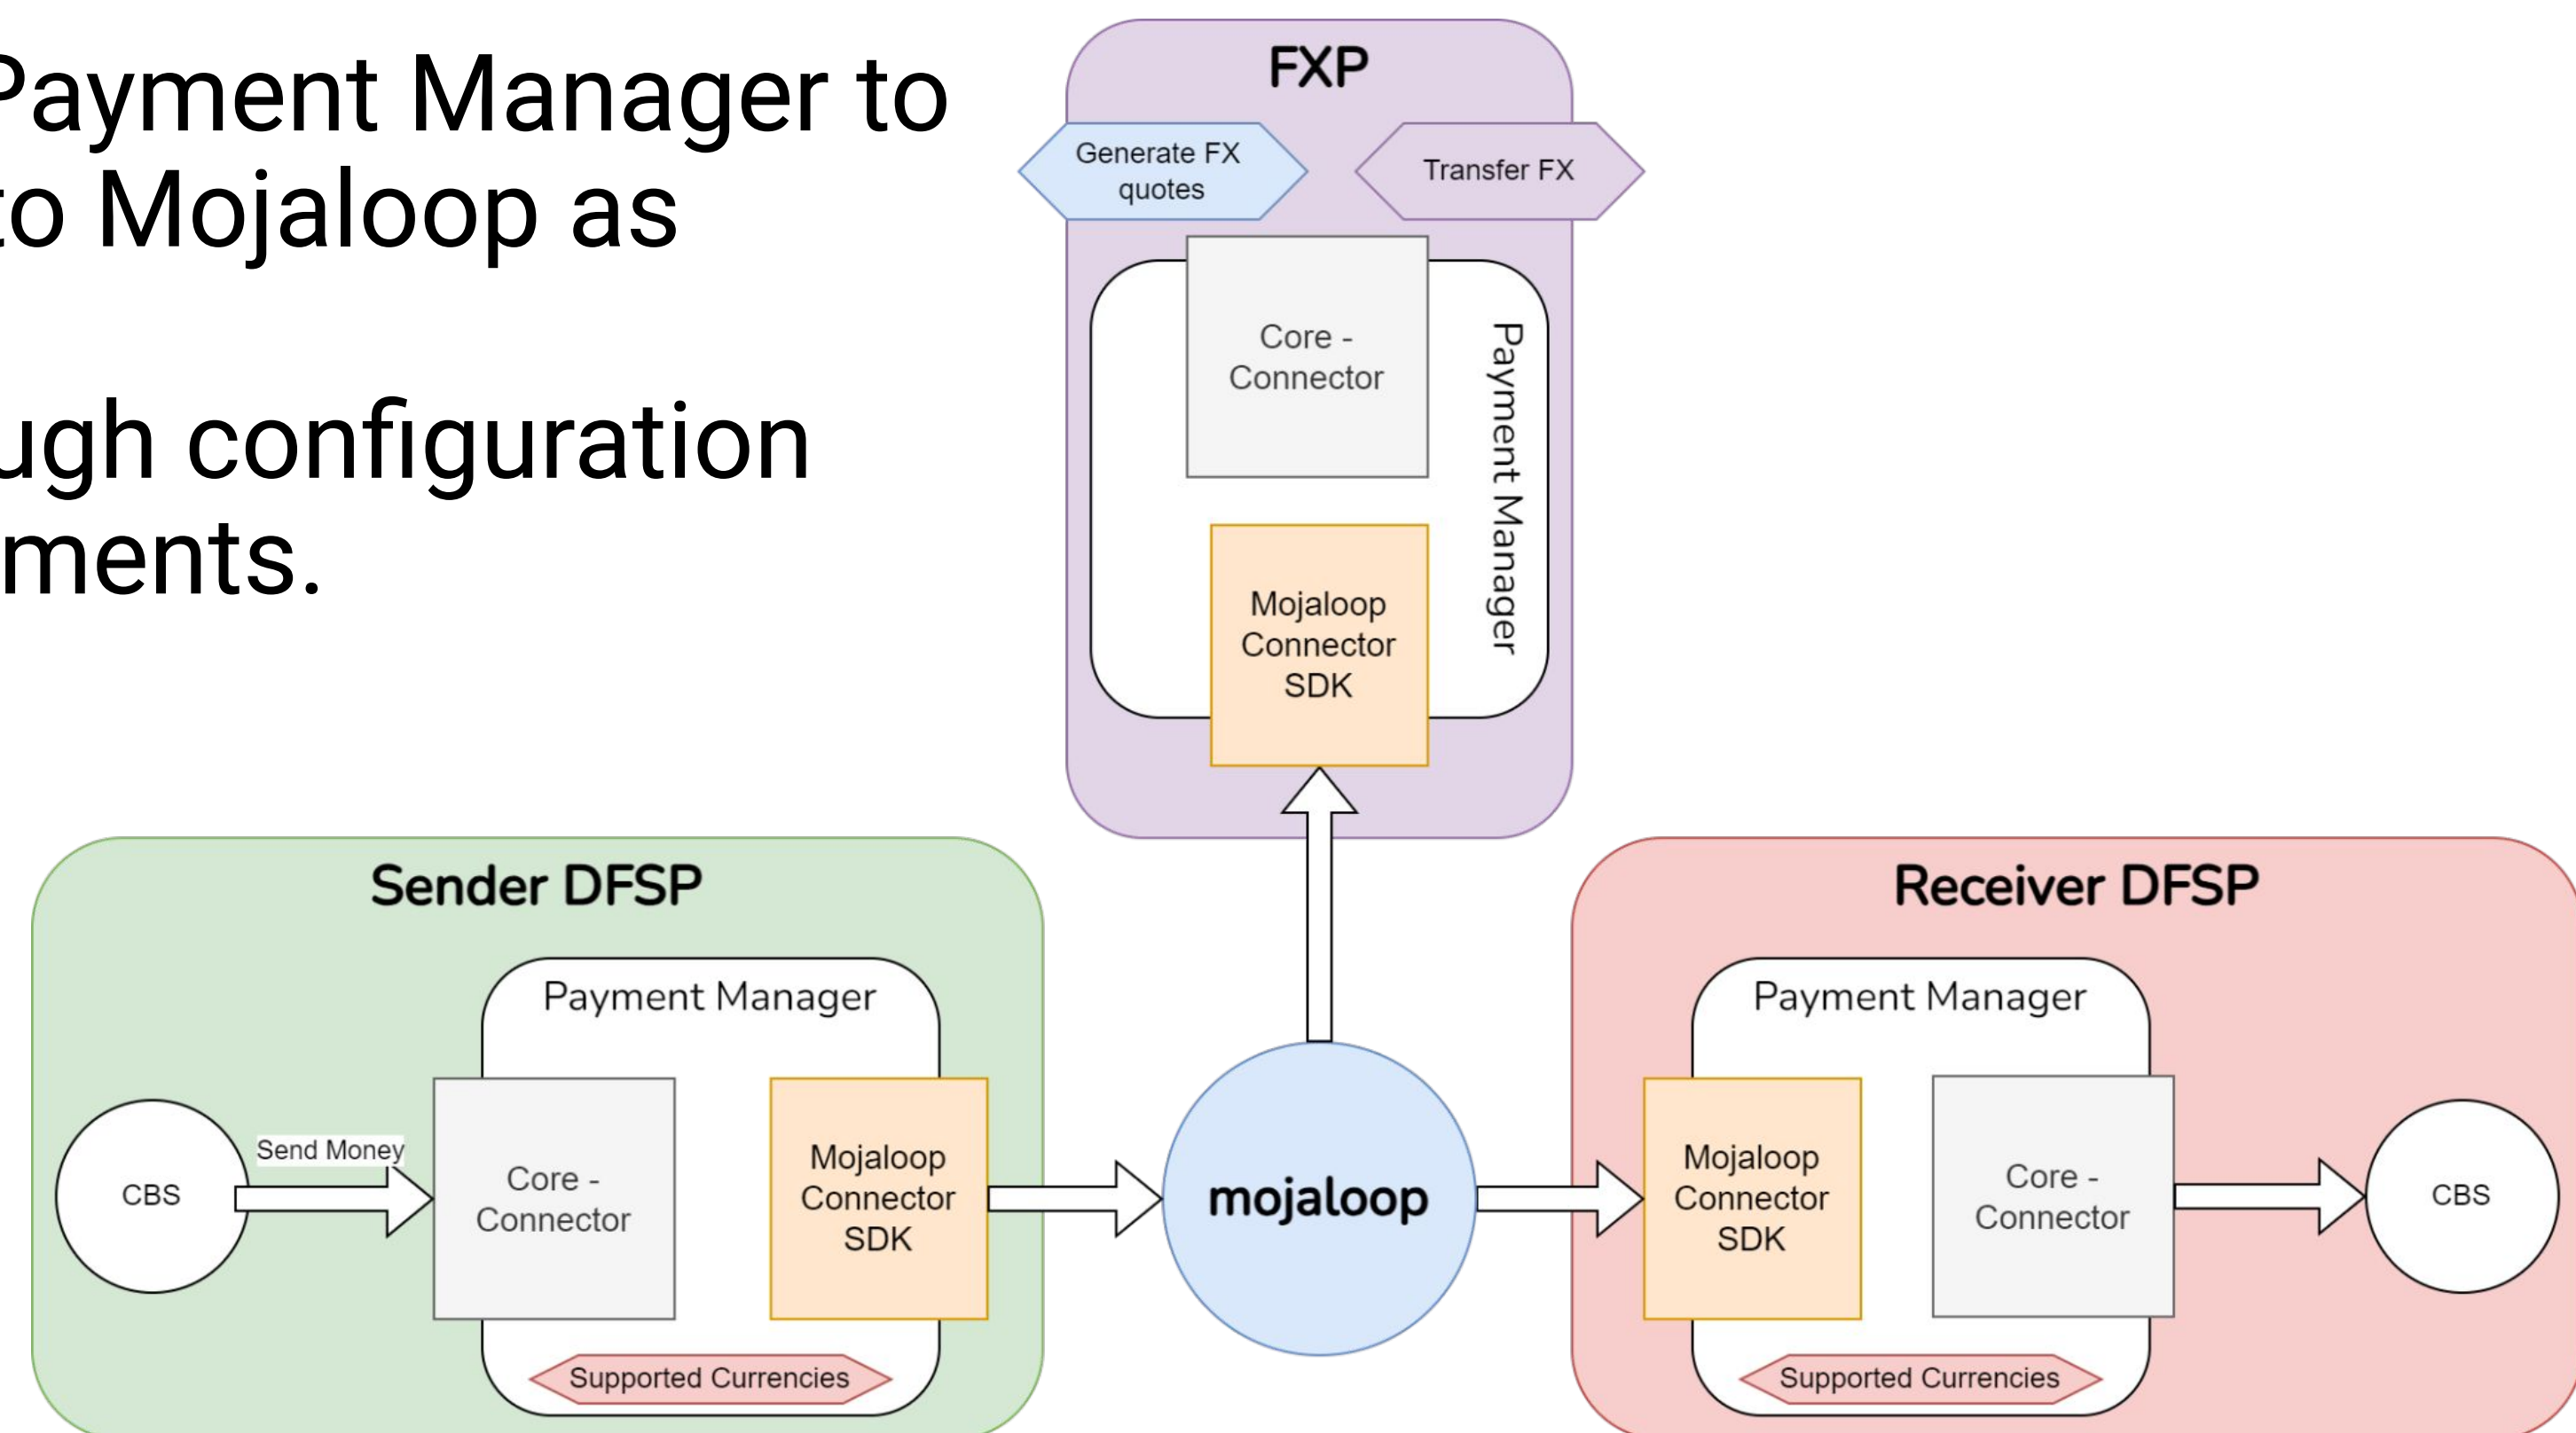 Payment Manager to
to Mojaloop as
ugh configuration
ments.
FXP
Generate FX
quotes
Transfer FX
Core -
Connector
Payment Manager
Mojaloop
Connector
SDK
Sender DFSP
Payment Manager
CBS
Send Money
Core -
Connector
Mojaloop
Connector
SDK
Supported Currencies
mojaloop
Receiver DFSP
Payment Manager
Mojaloop
Connector
SDK
Core -
Connector
CBS
Supported Currencies